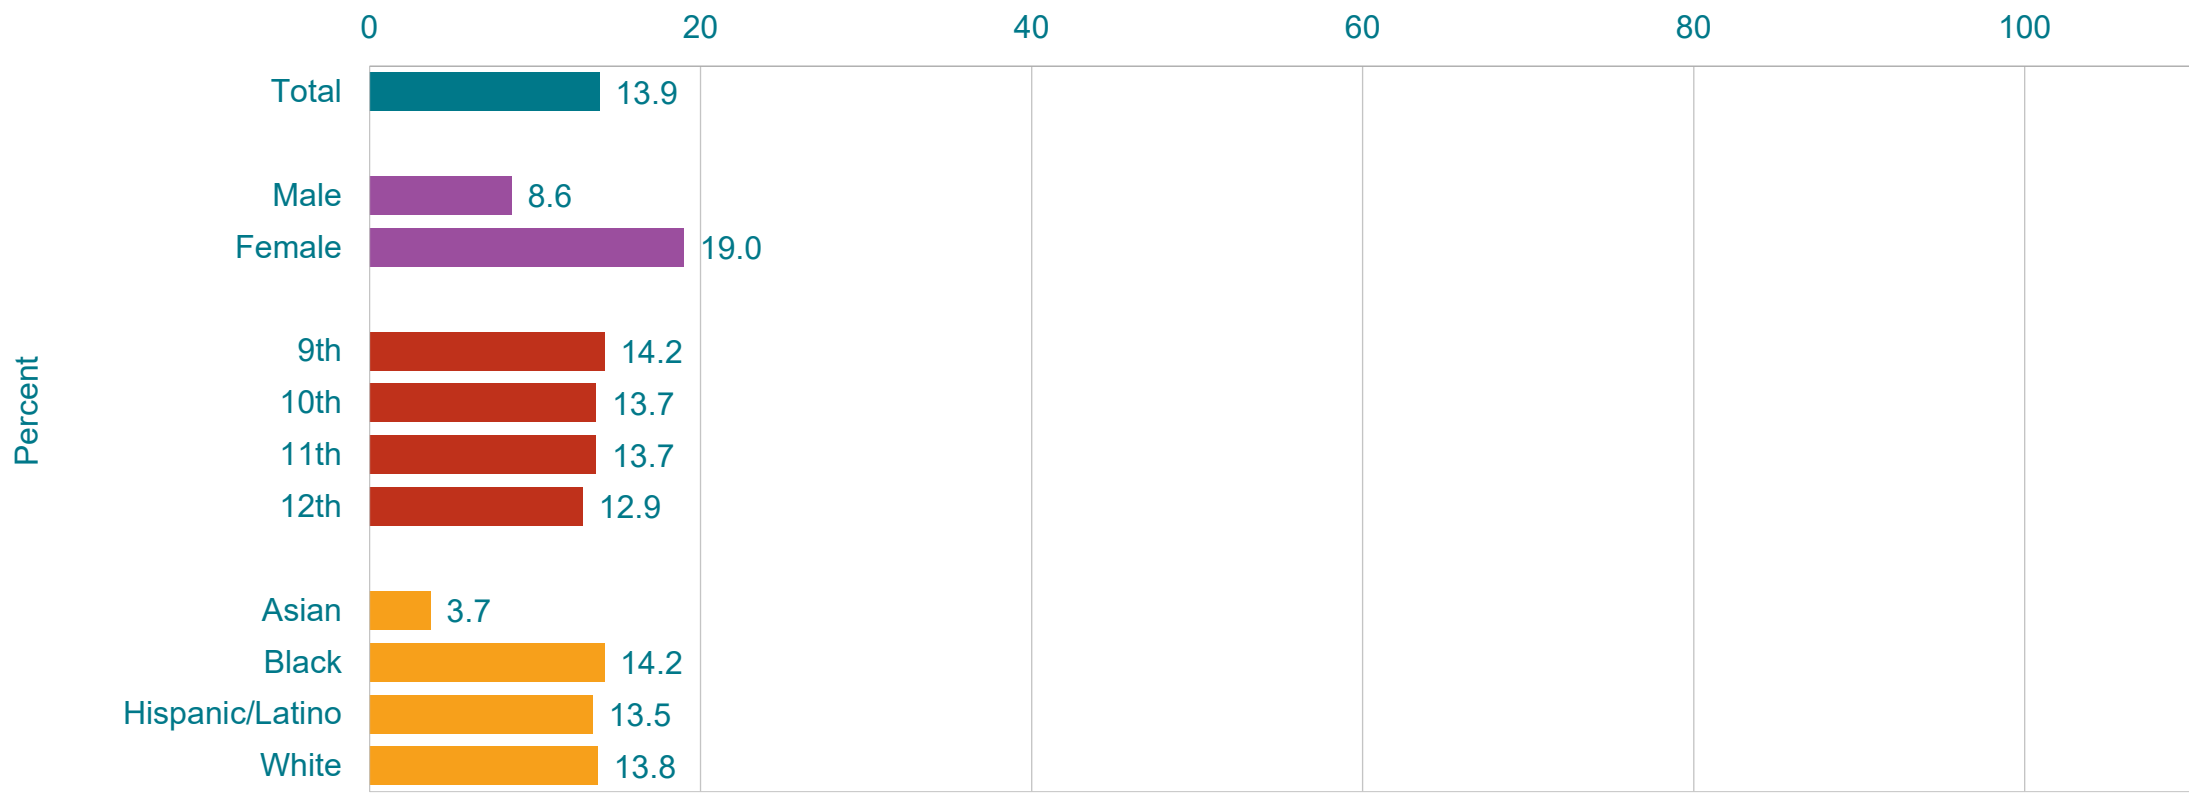 0 20 40 60 80 100
Total 13.9
Male 8.6
Female 19.0
9th 14.2
10th 13.7
11th 13.7
12th 12.9
Asian 3.7
Black 14.2
Hispanic/Latino 13.5
White 13.8
Percent